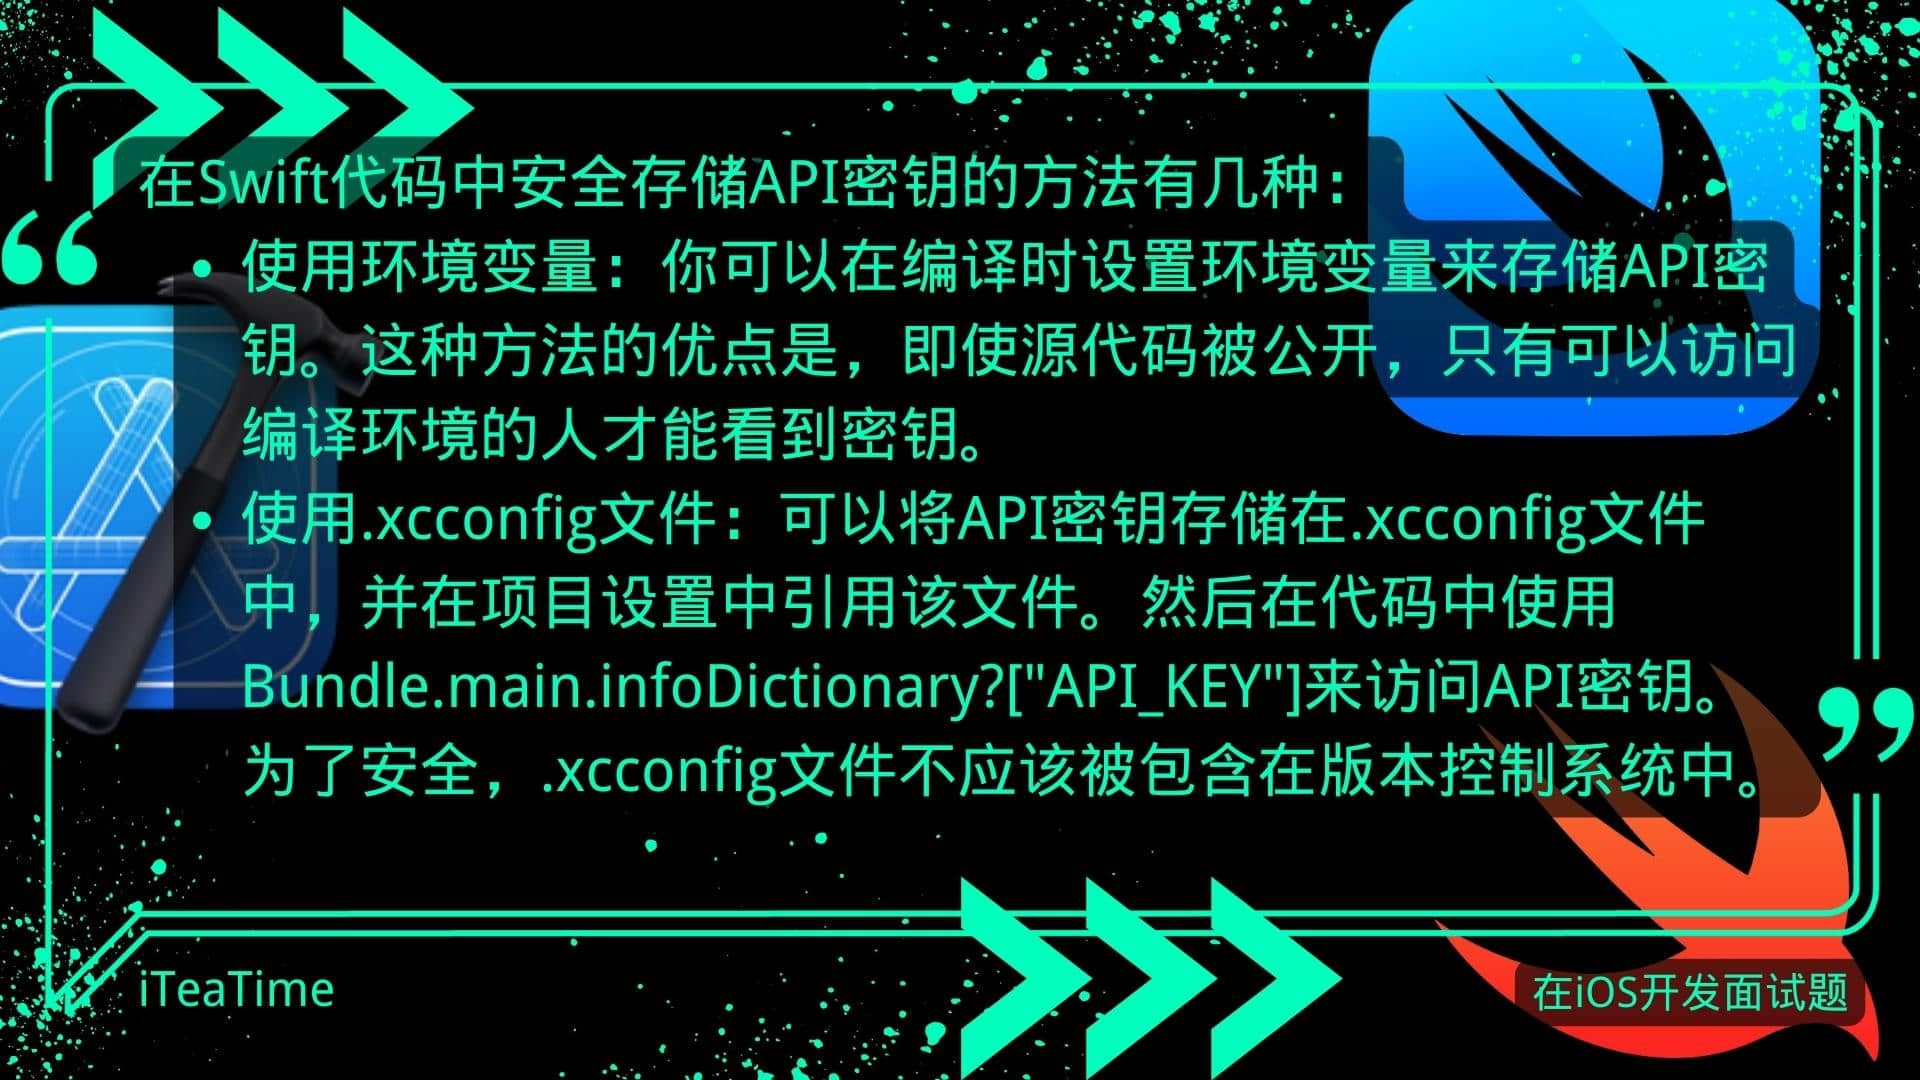 在Swift代码中安全存储API密钥的方法有几种：
• 使用环境变量：你可以在编译时设置环境变量来存储API密
钥。这种方法的优点是，即使源代码被公开，只有可以访问
编译环境的人才能看到密钥。
• 使用.xcconfig文件：可以将API密钥存储在.xcconfig文件
中，并在项目设置中引用该文件。然后在代码中使用
Bundle.main.infoDictionary?["API_KEY"]来访问API密钥。
为了安全，.xcconfig文件不应该被包含在版本控制系统中。
iTeaTime
在iOS开发面试题